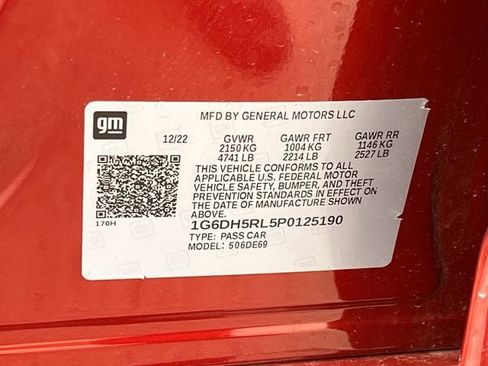 gm
MFD BY GENERAL MOTORS LLC
12/22 GVWR GAWR FRT GAWR RR
2150 KG 1004 KG 1146 KG
4741 LB 2214 LB 2527 LB
THIS VEHICLE CONFORMS TO ALL
APPLICABLE U.S. FEDERAL MOTOR
VEHICLE SAFETY, BUMPER, AND THEFT
PREVENTION STANDARDS IN EFFECT ON
THE DATE OF MANUFACTURE SHOWN
ABOVE.
170H
1G6DH5RL5P0125190
TYPE: PASS CAR
MODEL: 506DE69